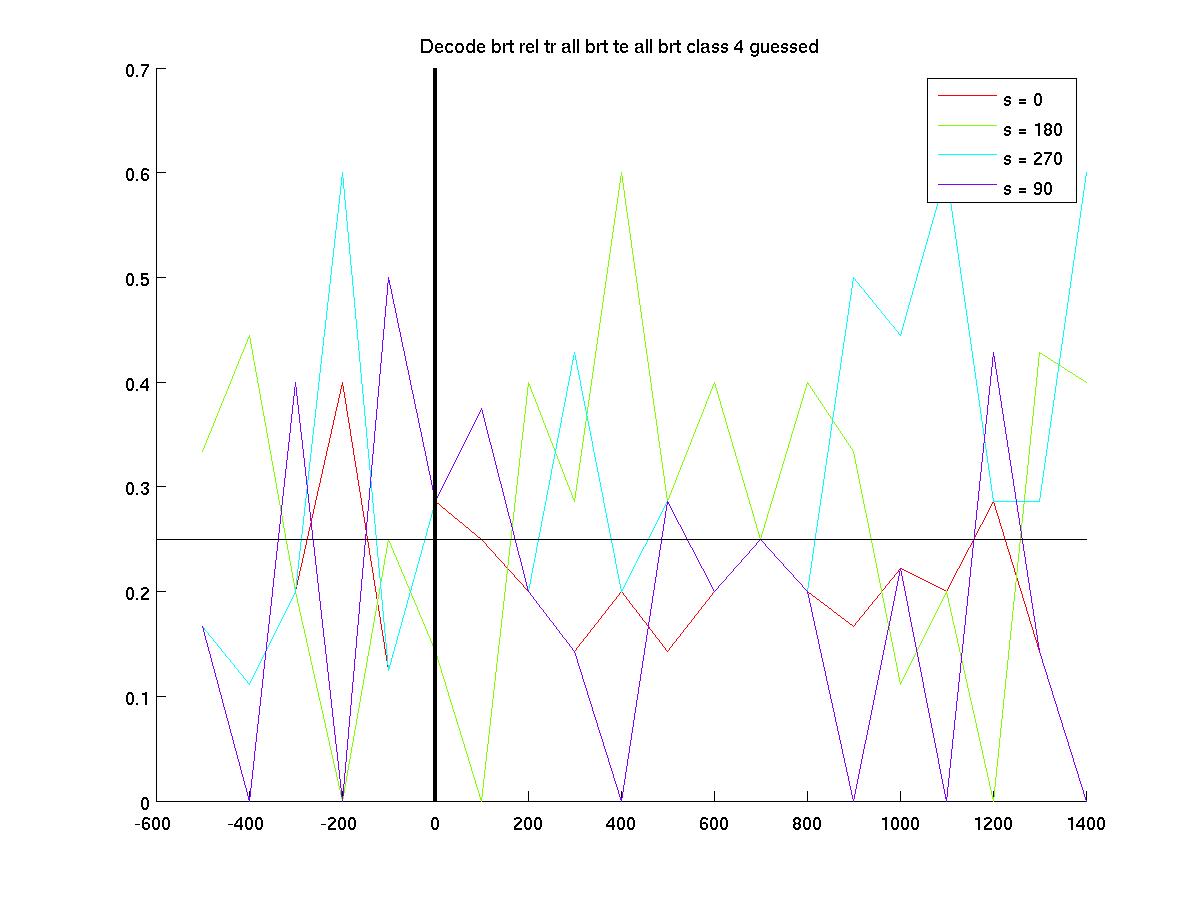 Decode brt rel tr all brt te all brt class 4 guessed
0.7
0.6
0.5
0.4
0.3
0.2
0.1
0
s = 0
s = 180
s = 270
s = 90
-600 -400 -200 0 200 400 600 800 1000 1200 1400